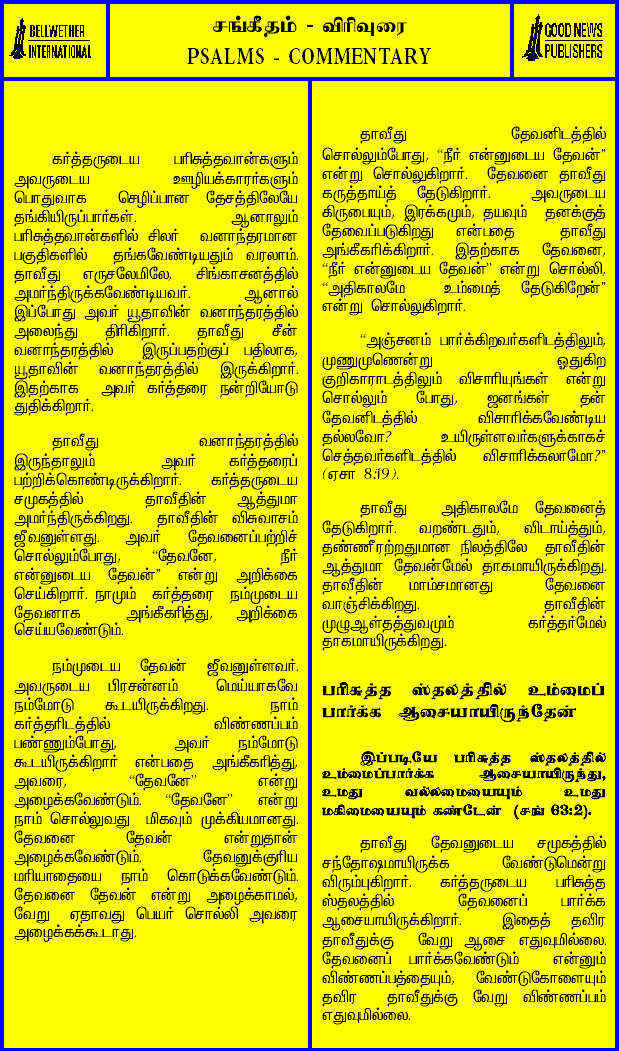 BELLWETHER
INTERNATIONAL
சங்கீதம் - விரிவுரை
PSALMS - COMMENTARY
GOOD NEWS
PUBLISHERS
கர்த்தருடைய பரிசுத்தவான்களும்
அவருடைய ஊழியக்காரர்களும்
பொதுவாக செழிப்பான தேசத்திலேயே
தங்கியிருப்பார்கள். ஆனாலும்
பரிசுத்தவான்களில் சிலர் வனாந்தரமான
பகுதிகளில் தங்கவேண்டியதும் வரலாம்.
தாவீது எருசலேமிலே, சிங்காசனத்தில்
அமர்ந்திருக்கவேண்டியவர். ஆனால்
இப்போது அவர் யூதாவின் வனாந்தரத்தில்
அலைந்து திரிகிறார். தாவீது சீன்
வனாந்தரத்தில் இருப்பதற்குப் பதிலாக,
யூதாவின் வனாந்தரத்தில் இருக்கிறார்.
இதற்காக அவர் கர்த்தரை நன்றியோடு
துதிக்கிறார்.
தாவீது வனாந்தரத்தில்
இருந்தாலும் அவர் கர்த்தரைப்
பற்றிக்கொண்டிருக்கிறார். கர்த்தருடைய
சமுகத்தில் தாவீதின் ஆத்துமா
அமர்ந்திருக்கிறது. தாவீதின் விசுவாசம்
ஜீவனுள்ளது. அவர் தேவனைப்பற்றிச்
சொல்லும்போது, “தேவனே, நீர்
என்னுடைய தேவன்” என்று அறிக்கை
செய்கிறார். நாமும் கர்த்தரை நம்முடைய
தேவனாக அங்கீகரித்து, அறிக்கை
செய்யவேண்டும்.
நம்முடைய தேவன் ஜீவனுள்ளவர்.
அவருடைய பிரசன்னம் மெய்யாகவே
நம்மோடு கூடயிருக்கிறது. நாம்
கர்த்தரிடத்தில் விண்ணப்பம்
பண்ணும்போது, அவர் நம்மோடு
கூடயிருக்கிறார் என்பதை அங்கீகரித்து,
அவரை, “தேவனே” என்று
அழைக்கவேண்டும். “தேவனே” என்று
நாம் சொல்லுவது மிகவும் முக்கியமானது.
தேவனை தேவன் என்றுதான்
அழைக்கவேண்டும். தேவனுக்குரிய
மரியாதையை நாம் கொடுக்கவேண்டும்.
தேவனை தேவன் என்று அழைக்காமல்,
வேறு ஏதாவது பெயர் சொல்லி அவரை
அழைக்கக்கூடாது.
தாவீது தேவனிடத்தில்
சொல்லும்போது, “நீர் என்னுடைய தேவன்”
என்று சொல்லுகிறார். தேவனை தாவீது
கருத்தாய்த் தேடுகிறார். அவருடைய
கிருபையும், இரக்கமும், தயவும் தனக்குத்
தேவைப்படுகிறது என்பதை தாவீது
அங்கீகரிக்கிறார். இதற்காக தேவனை,
“நீர் என்னுடைய தேவன்” என்று சொல்லி,
“அதிகாலமே உம்மைத் தேடுகிறேன்”
என்று சொல்லுகிறார்.
“அஞ்சனம் பார்க்கிறவர்களிடத்திலும்,
முணுமுணென்று ஓதுகிற
குறிகாராடத்திலும் விசாரியுங்கள் என்று
சொல்லும் போது, ஜனங்கள் தன்
தேவனிடத்தில் விசாரிக்கவேண்டிய
தல்லவோ? உயிருள்ளவர்களுக்காகச்
செத்தவர்களிடத்தில் விசாரிக்கலாமோ?”
(ஏசா 8:19).
தாவீது அதிகாலமே தேவனைத்
தேடுகிறார். வறண்டதும், விடாய்த்தும்,
தண்ணீரற்றதுமான நிலத்திலே தாவீதின்
ஆத்துமா தேவன்மேல் தாகமாயிருக்கிறது.
தாவீதின் மாம்சமானது தேவனை
வாஞ்சிக்கிறது. தாவீதின்
முழுஆள்தத்துவமும் கர்த்தர்மேல்
தாகமாயிருக்கிறது.
பரிசுத்த ஸ்தலத்தில் உம்மைப்
பார்க்க ஆசையாயிருந்தேன்
இப்படியே பரிசுத்த ஸ்தலத்தில்
உம்மைப்பார்க்க ஆசையாயிருந்து,
உமது வல்லமையையும் உமது
மகிமையையும் கண்டேன் (சங் 63:2).
தாவீது தேவனுடைய சமுகத்தில்
சந்தோஷமாயிருக்க வேண்டுமென்று
விரும்புகிறார். கர்த்தருடைய பரிசுத்த
ஸ்தலத்தில் தேவனைப் பார்க்க
ஆசையாயிருக்கிறார். இதைத் தவிர
தாவீதுக்கு வேறு ஆசை எதுவுமில்லை.
தேவனைப் பார்க்கவேண்டும் என்னும்
விண்ணப்பத்தையும், வேண்டுகோளையும்
தவிர தாவீதுக்கு வேறு விண்ணப்பம்
எதுவுமில்லை.